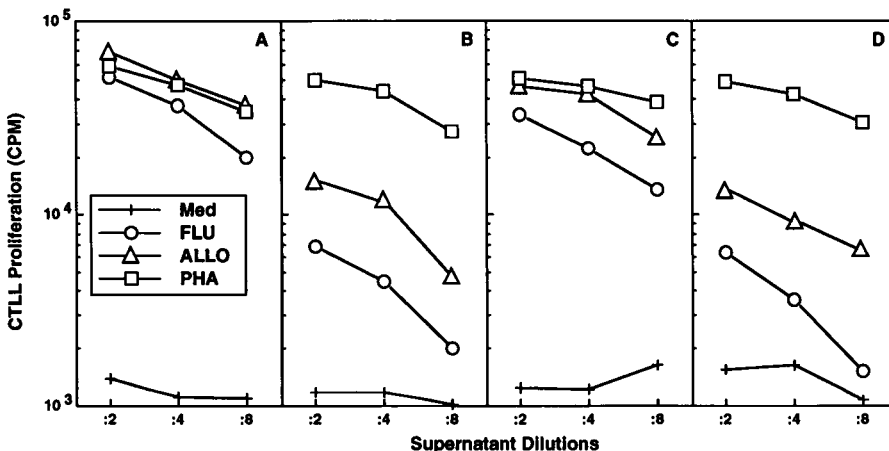 10^5
A
B
C
D
CTLL Proliferation (CPM)
10^4
Med
FLU
ALLO
PHA
10^3
:2 :4 :8 :2 :4 :8 :2 :4 :8 :2 :4 :8
Supernatant Dilutions